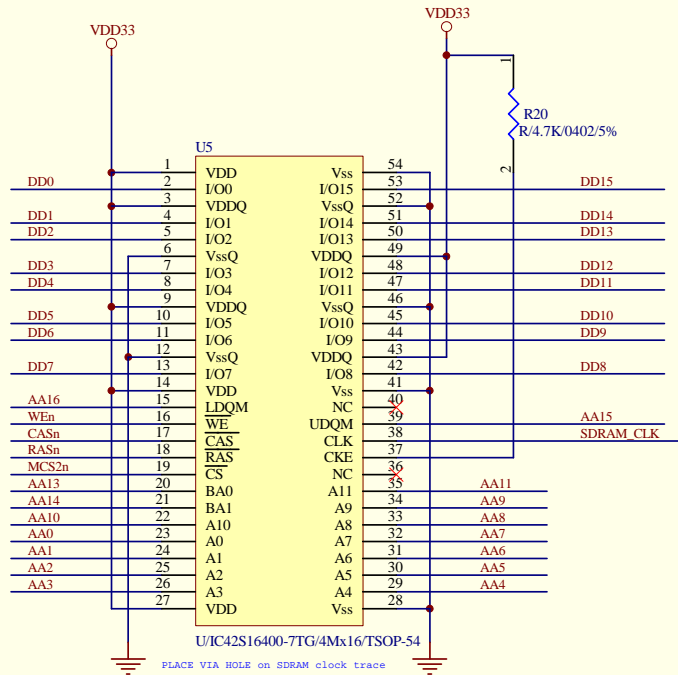 VDD33
VDD33
1
R20
R/4.7K/0402/5%
2
U5
1 VDD Vss 54
DD0 2 I/O0 I/O15 53 DD15
3 VDDQ VssQ 52
DD1 4 I/O1 I/O14 51 DD14
DD2 5 I/O2 I/O13 50 DD13
6 VssQ VDDQ 49
DD3 7 I/O3 I/O12 48 DD12
DD4 8 I/O4 I/O11 47 DD11
9 VDDQ VssQ 46
DD5 10 I/O5 I/O10 45 DD10
DD6 11 I/O6 I/O9 44 DD9
12 VssQ VDDQ 43
DD7 13 I/O7 I/O8 42 DD8
14 VDD Vss 41
AA16 15 LDQM NC 40
WEn 16 WE UDQM 39 AA15
CASn 17 CAS CLK 38 SDRAM_CLK
RASn 18 RAS CKE 37
MCS2n 19 CS NC 36
AA13 20 BA0 A11 35 AA11
AA14 21 BA1 A9 34 AA9
AA10 22 A10 A8 33 AA8
AA0 23 A0 A7 32 AA7
AA1 24 A1 A6 31 AA6
AA2 25 A2 A5 30 AA5
AA3 26 A3 A4 29 AA4
27 VDD Vss 28
U/IC42S16400-7TG/4Mx16/TSOP-54
PLACE VIA HOLE on SDRAM clock trace